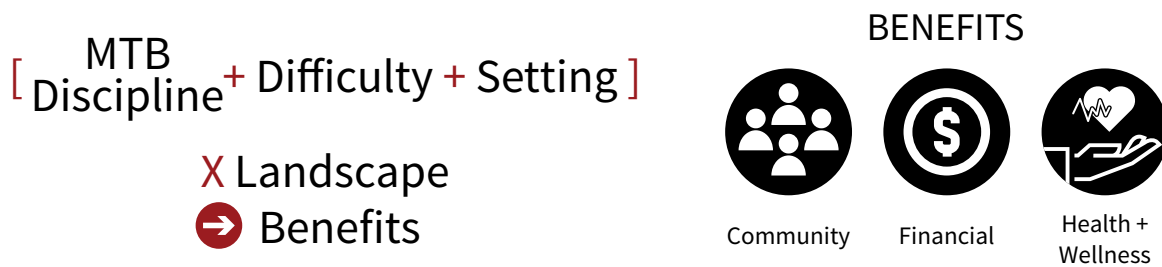 [ MTB Discipline + Difficulty + Setting ]
X Landscape
➔ Benefits
BENEFITS
$
Community
Financial
Health +
Wellness